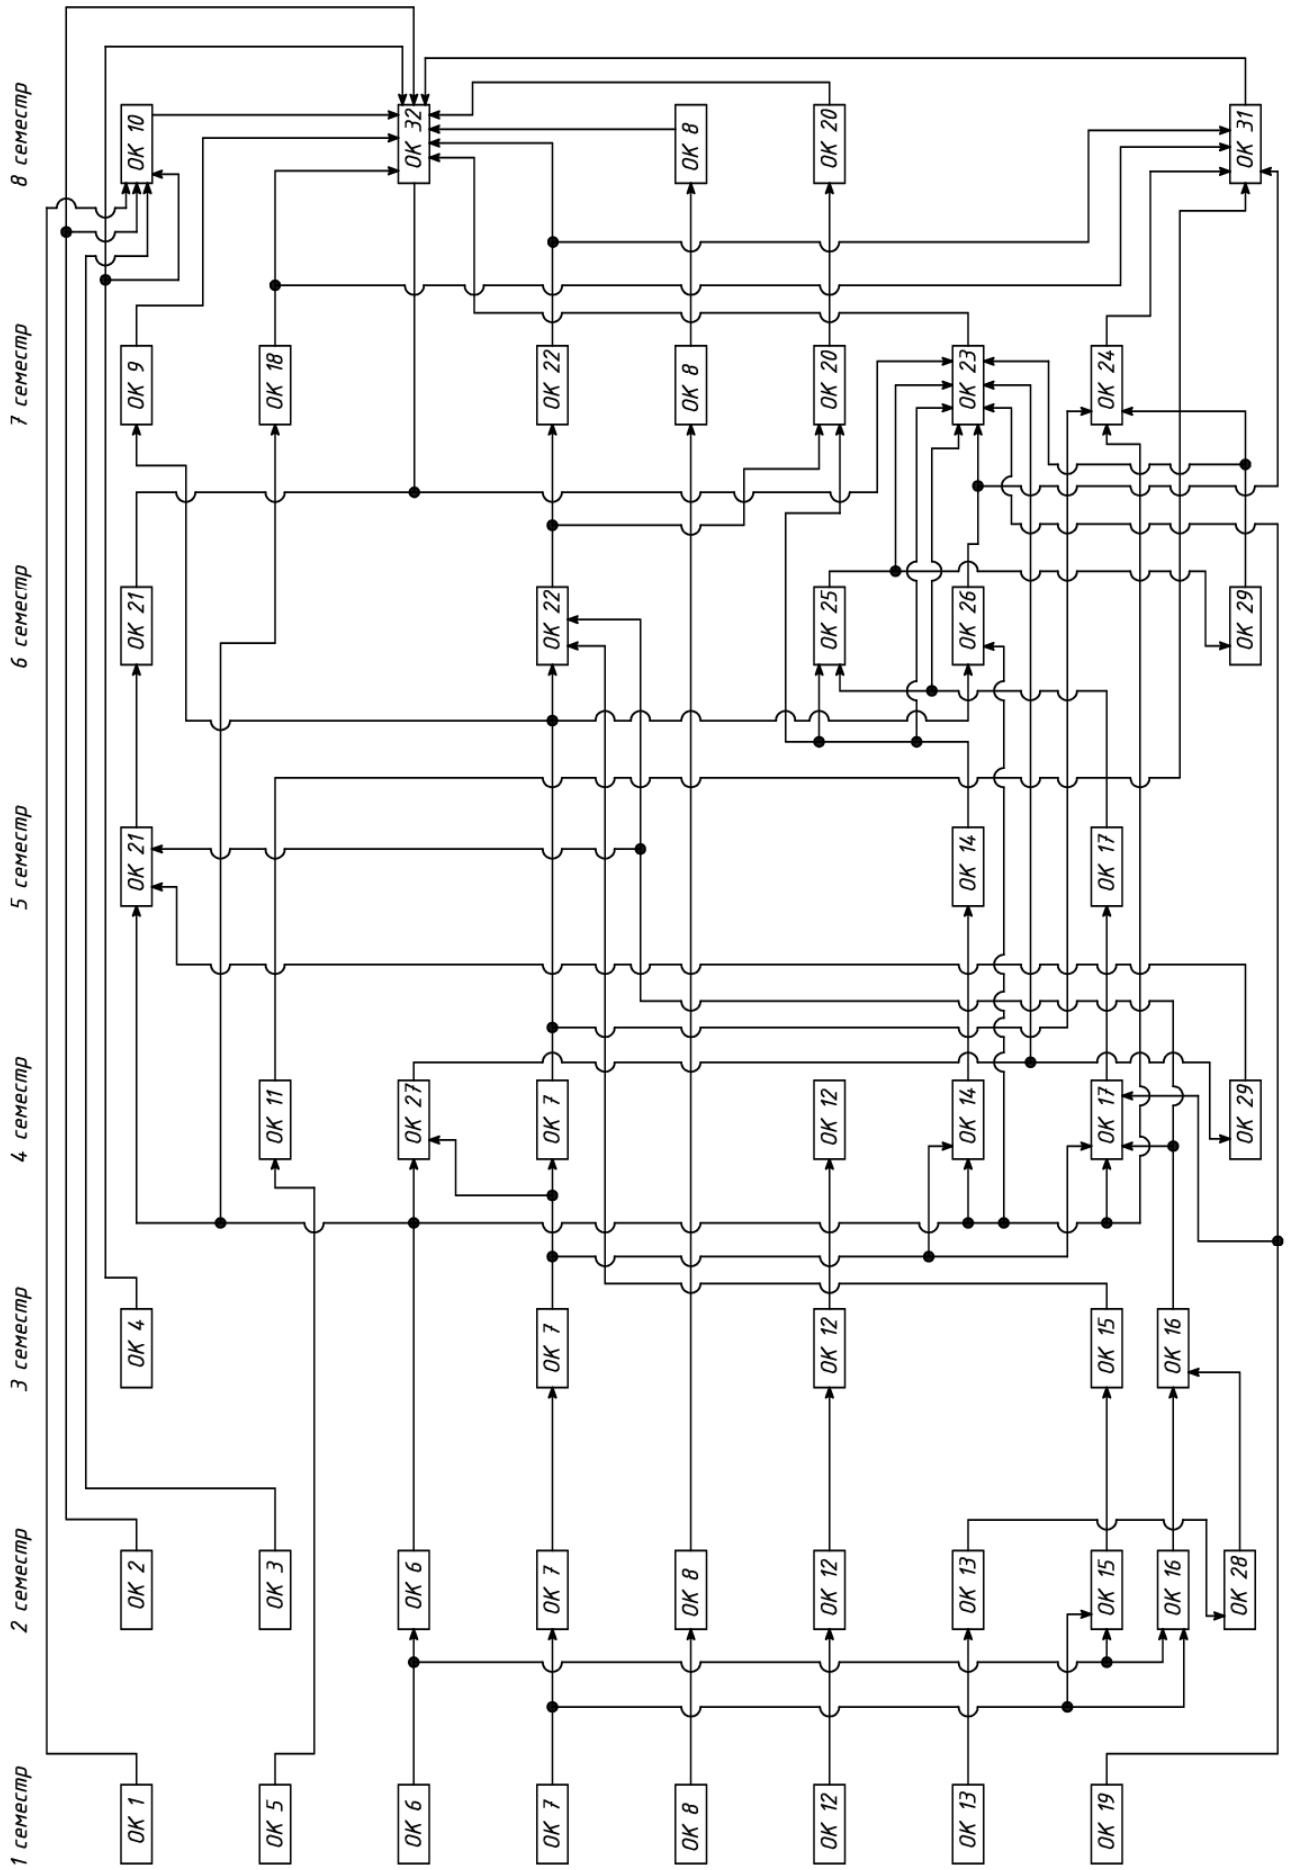 8 семестр
ОК 10
ОК 32
ОК 8
ОК 20
ОК 31
7 семестр
ОК 9
ОК 18
ОК 22
ОК 8
ОК 20
ОК 23
ОК 24
6 семестр
ОК 21
ОК 22
ОК 25
ОК 26
ОК 29
5 семестр
ОК 21
ОК 14
ОК 17
4 семестр
ОК 11
ОК 27
ОК 7
ОК 12
ОК 14
ОК 17
ОК 29
3 семестр
ОК 4
ОК 7
ОК 12
ОК 15
ОК 16
2 семестр
ОК 2
ОК 3
ОК 6
ОК 7
ОК 8
ОК 12
ОК 13
ОК 15
ОК 16
ОК 28
1 семестр
ОК 1
ОК 5
ОК 6
ОК 7
ОК 8
ОК 12
ОК 13
ОК 19